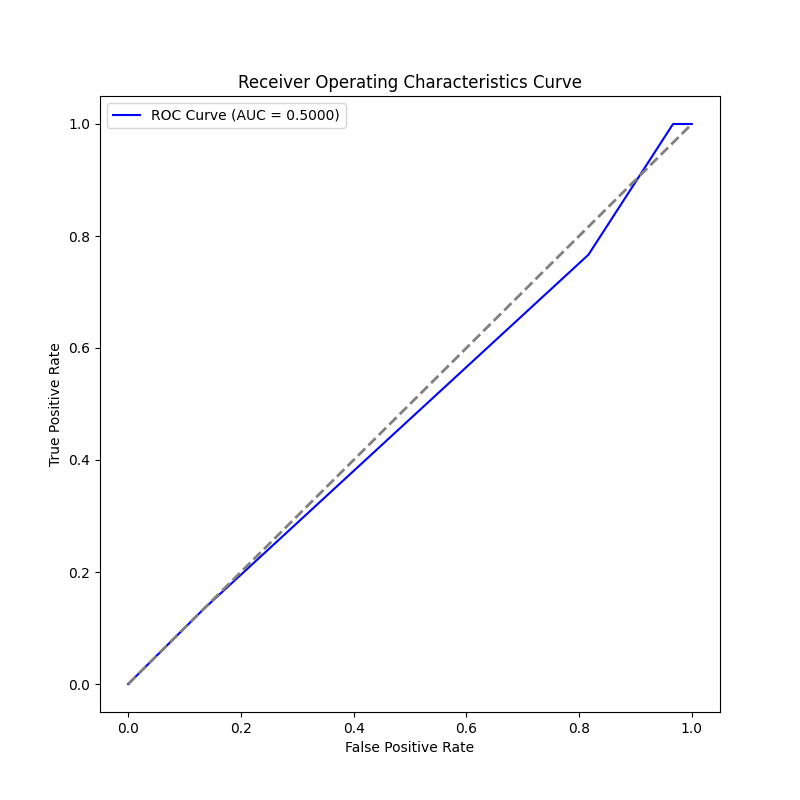 Receiver Operating Characteristics Curve
ROC Curve (AUC = 0.5000)
1.0
0.8
0.6
0.4
0.2
0.0
True Positive Rate
0.0 0.2 0.4 0.6 0.8 1.0
False Positive Rate